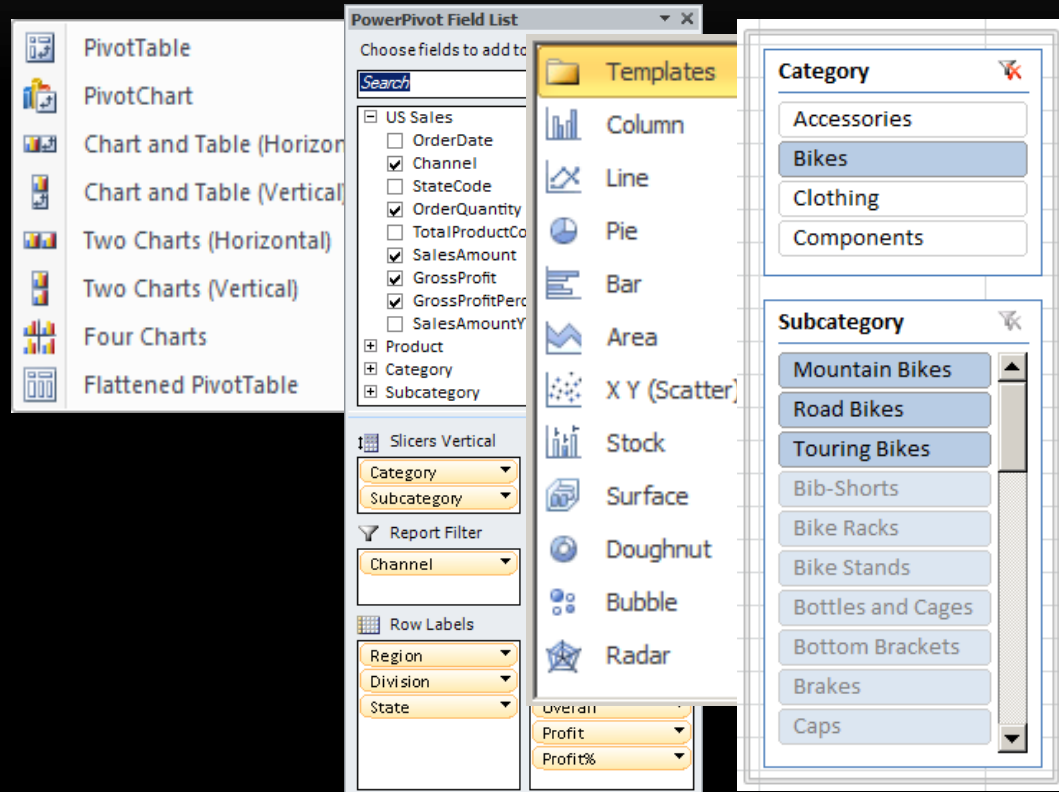 PivotTable
PivotChart
Chart and Table (Horizon
Chart and Table (Vertical)
Two Charts (Horizontal)
Two Charts (Vertical)
Four Charts
Flattened PivotTable
PowerPivot Field List
Choose fields to add to
Search
US Sales
OrderDate
Channel
StateCode
OrderQuantity
TotalProductCo
SalesAmount
GrossProfit
GrossProfitPerc
SalesAmountY
Product
Category
Subcategory
Slicers Vertical
Category
Subcategory
Report Filter
Channel
Row Labels
Region
Division
State
Overall
Profit
Profit%
Templates
Column
Line
Pie
Bar
Area
X Y (Scatter)
Stock
Surface
Doughnut
Bubble
Radar
Category
Accessories
Bikes
Clothing
Components
Subcategory
Mountain Bikes
Road Bikes
Touring Bikes
Bib-Shorts
Bike Racks
Bike Stands
Bottles and Cages
Bottom Brackets
Brakes
Caps